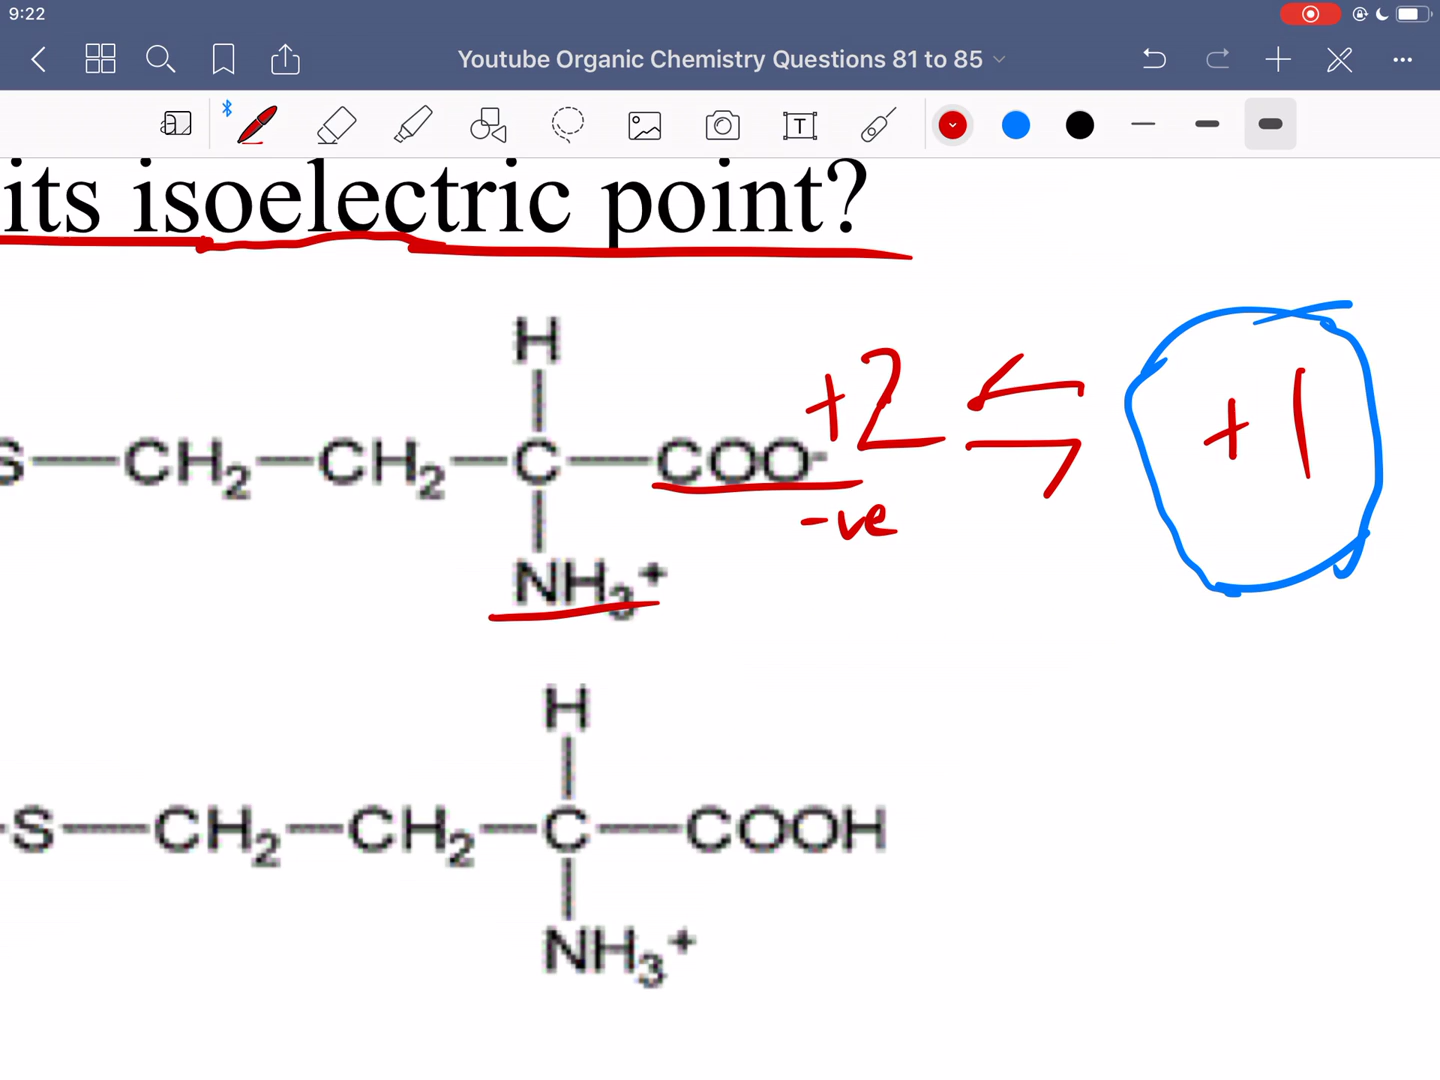 9:22
Youtube Organic Chemistry Questions 81 to 85
its isoelectric point?
H
S—CH₂—CH₂—C—COO⁻
+2 ⇌ +1
-ve
NH₃⁺
H
-S—CH₂—CH₂—C—COOH
NH₃⁺